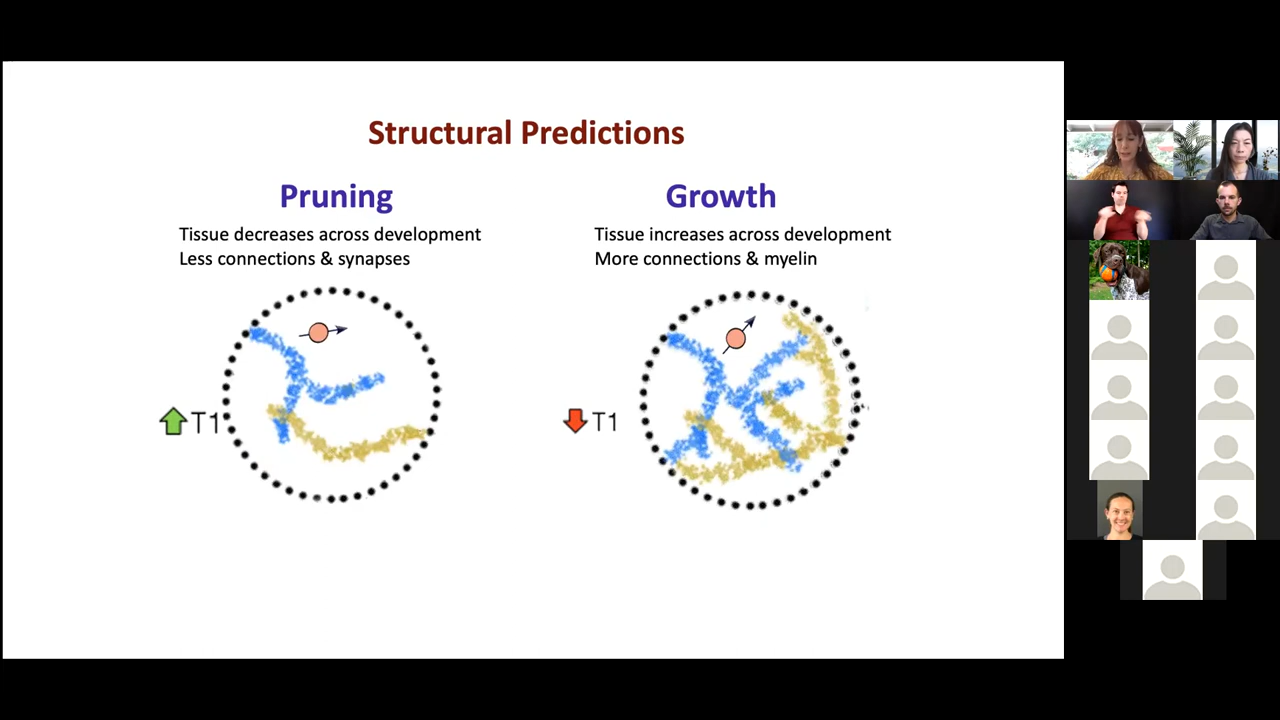 Structural Predictions
Pruning
Tissue decreases across development
Less connections & synapses
T1
Growth
Tissue increases across development
More connections & myelin
T1